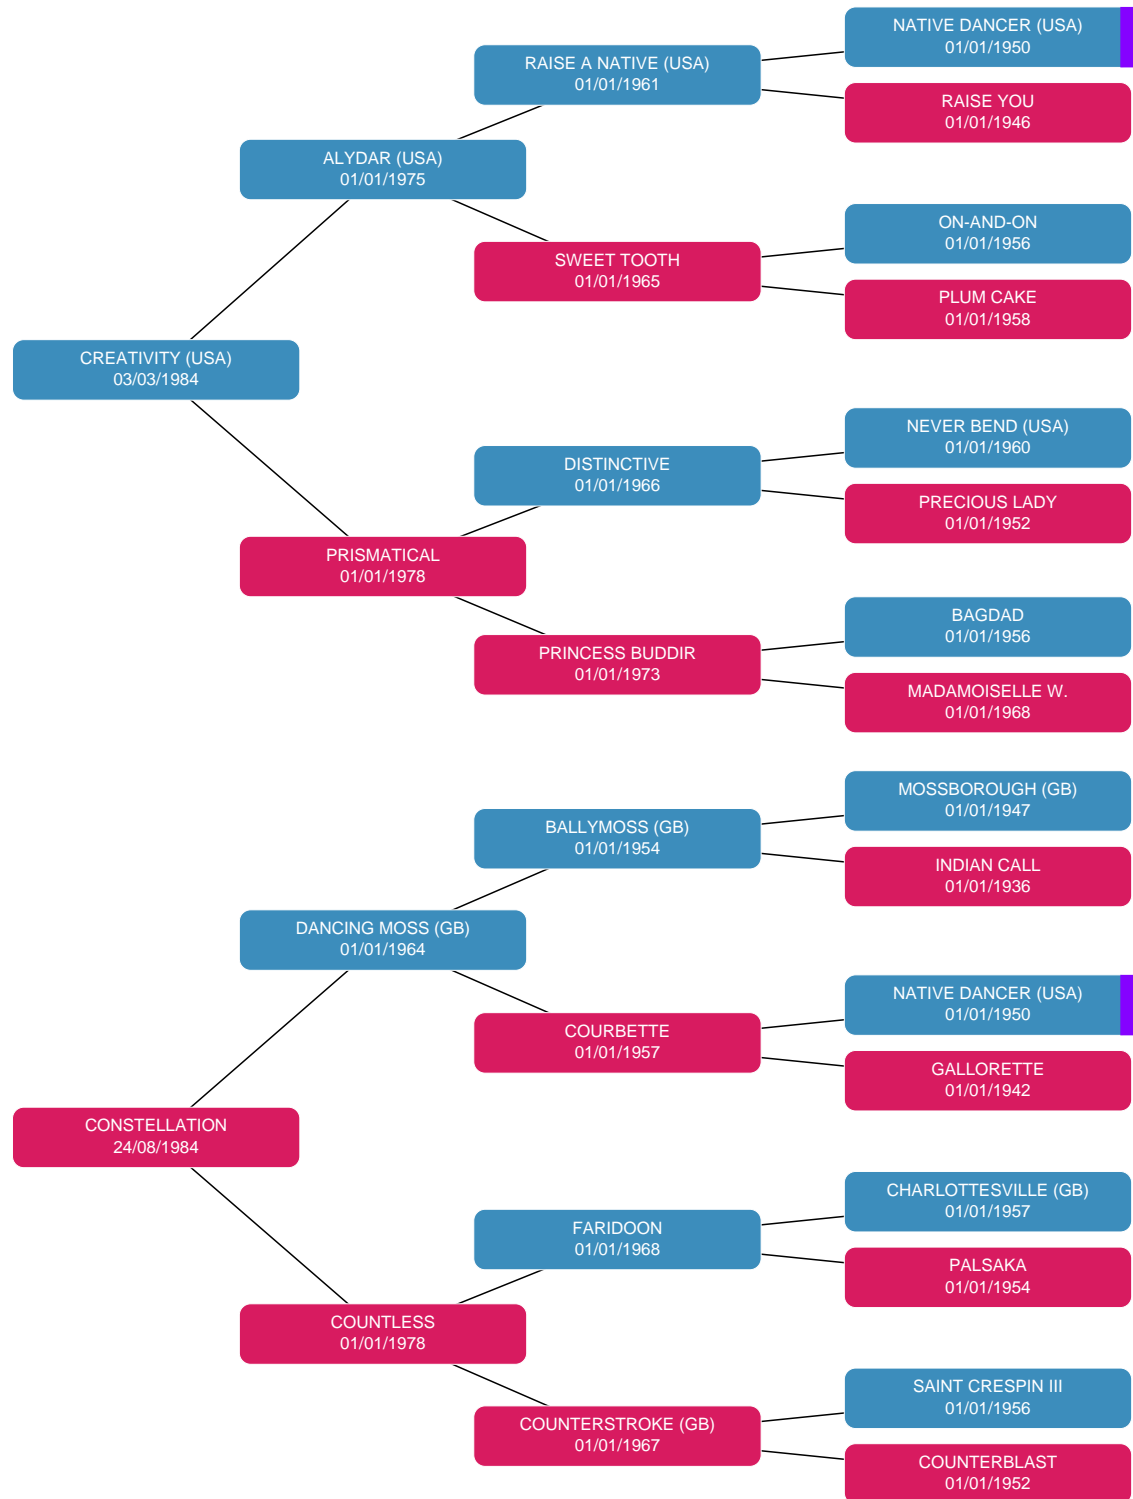 NATIVE DANCER (USA)
01/01/1950
RAISE A NATIVE (USA)
01/01/1961
RAISE YOU
01/01/1946
ALYDAR (USA)
01/01/1975
ON-AND-ON
01/01/1956
SWEET TOOTH
01/01/1965
PLUM CAKE
01/01/1958
CREATIVITY (USA)
03/03/1984
NEVER BEND (USA)
01/01/1960
DISTINCTIVE
01/01/1966
PRECIOUS LADY
01/01/1952
PRISMATICAL
01/01/1978
BAGDAD
01/01/1956
PRINCESS BUDDIR
01/01/1973
MADAMOISELLE W.
01/01/1968
MOSSBOROUGH (GB)
01/01/1947
BALLYMOSS (GB)
01/01/1954
INDIAN CALL
01/01/1936
DANCING MOSS (GB)
01/01/1964
NATIVE DANCER (USA)
01/01/1950
COURBETTE
01/01/1957
GALLORETTE
01/01/1942
CONSTELLATION
24/08/1984
CHARLOTTESVILLE (GB)
01/01/1957
FARIDOON
01/01/1968
PALSAKA
01/01/1954
COUNTLESS
01/01/1978
SAINT CRESPIN III
01/01/1956
COUNTERSTROKE (GB)
01/01/1967
COUNTERBLAST
01/01/1952